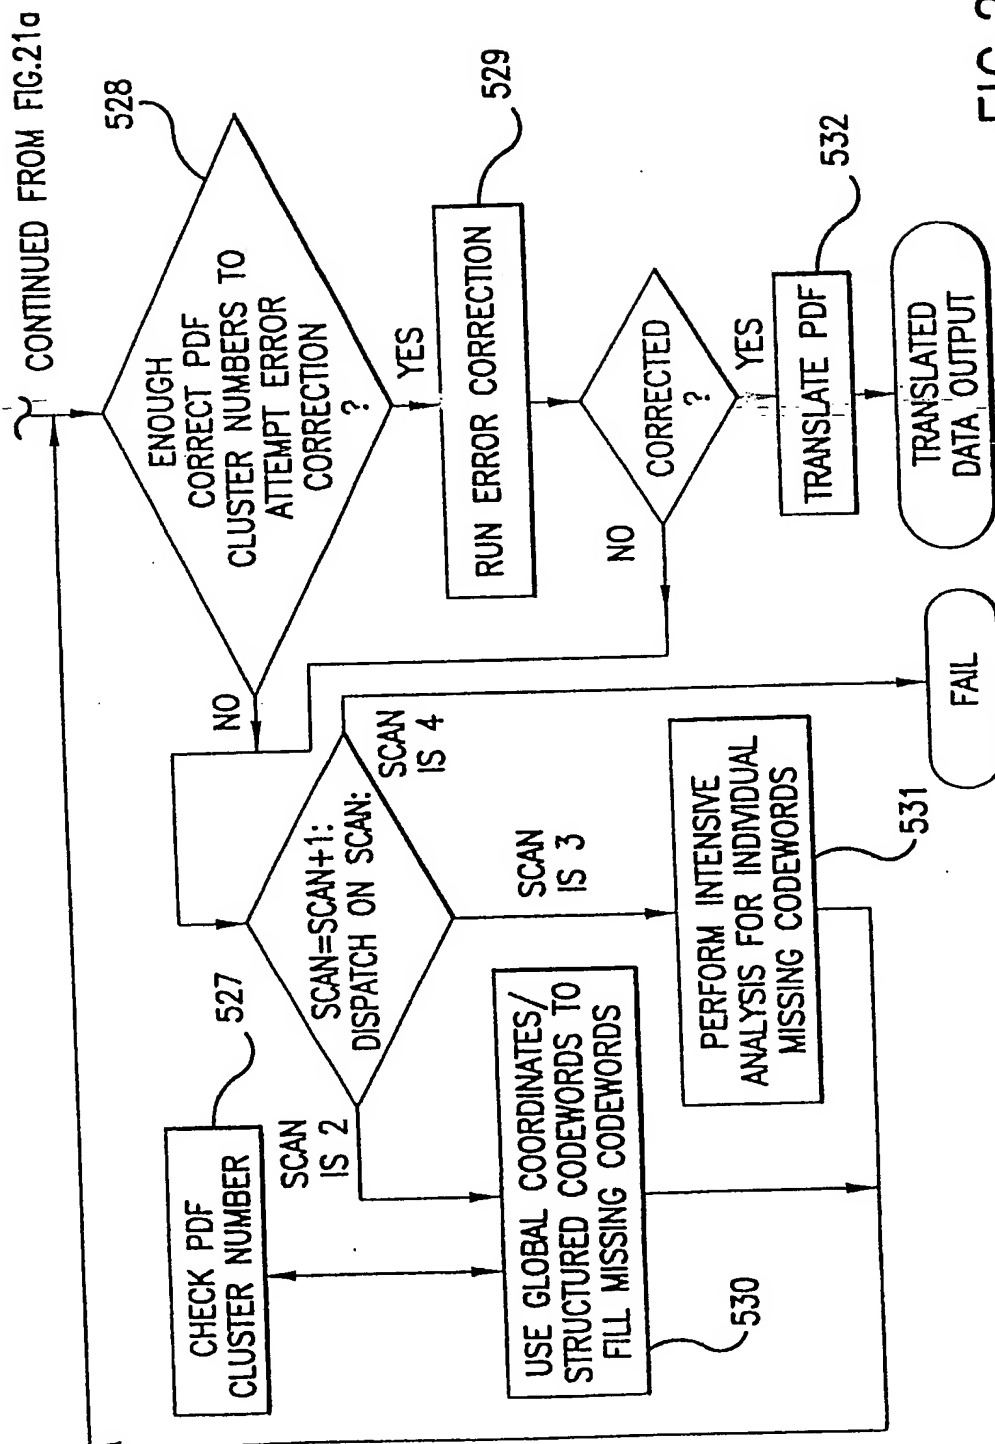 CONTINUED FROM FIG.21a
528
ENOUGH
CORRECT PDF
CLUSTER NUMBERS TO
ATTEMPT ERROR
CORRECTION
?
YES
NO
529
RUN ERROR CORRECTION
CORRECTED
?
YES
NO
532
TRANSLATE PDF
TRANSLATED
DATA OUTPUT
SCAN=SCAN+1:
DISPATCH ON SCAN:
SCAN
IS 4
FAIL
SCAN
IS 3
PERFORM INTENSIVE
ANALYSIS FOR INDIVIDUAL
MISSING CODEWORDS
531
SCAN
IS 2
527
CHECK PDF
CLUSTER NUMBER
USE GLOBAL COORDINATES/
STRUCTURED CODEWORDS TO
FILL MISSING CODEWORDS
530